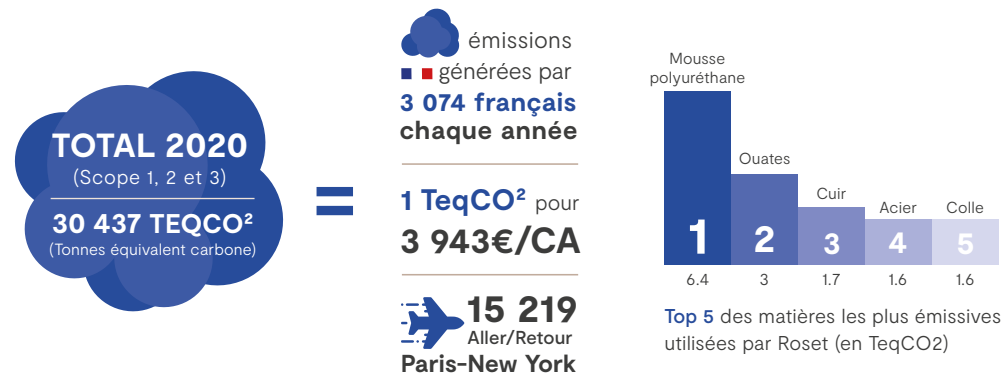 TOTAL 2020
(Scope 1, 2 et 3)
30 437 TEQCO²
(Tonnes équivalent carbone)
=
émissions
générées par
3 074 français
chaque année
1 TeqCO² pour
3 943€/CA
15 219
Aller/Retour
Paris-New York
Mousse
polyuréthane
Ouates
Cuir
Acier
Colle
1
2
3
4
5
6.4
3
1.7
1.6
1.6
Top 5 des matières les plus émissives
utilisées par Roset (en TeqCO2)